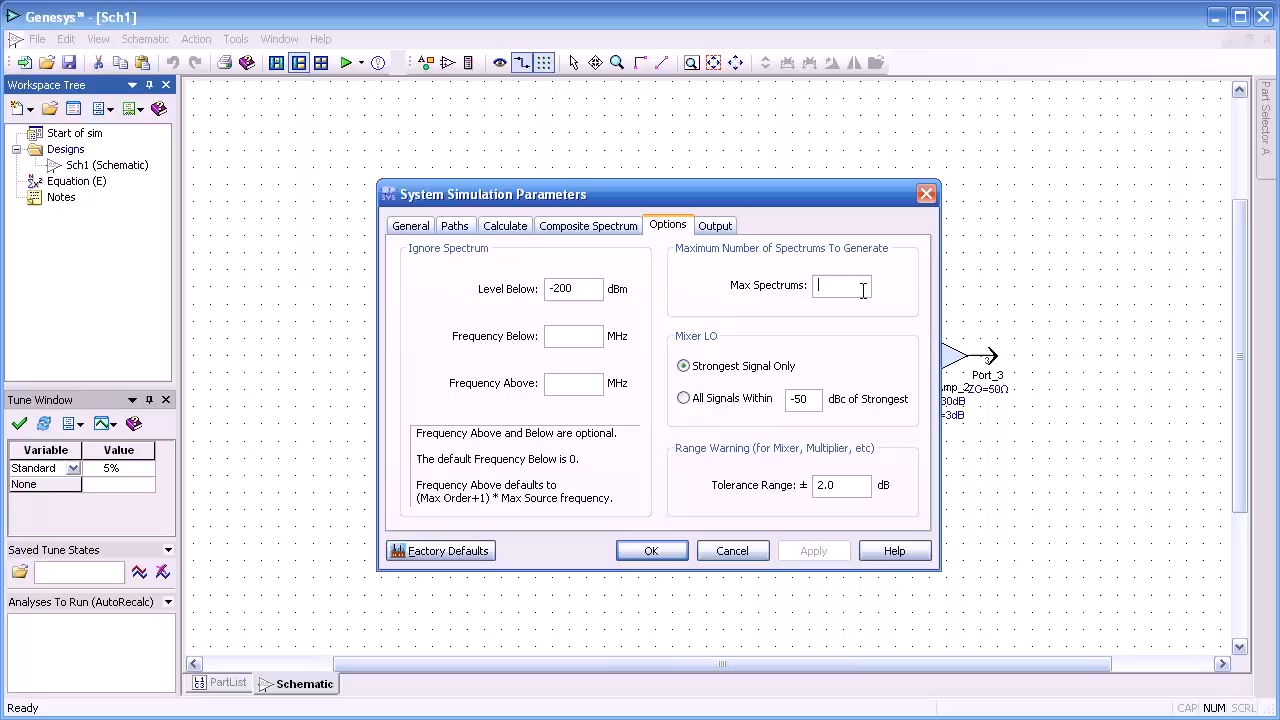 Genesys™ - [Sch1]
File Edit View Schematic Action Tools Window Help
Workspace Tree
Start of sim
Designs
Sch1 (Schematic)
Equation (E)
Notes
Tune Window
Variable Value
Standard 5%
None
Saved Tune States
Analyses To Run (AutoRecalc)
System Simulation Parameters
General Paths Calculate Composite Spectrum Options Output
Ignore Spectrum
Level Below: -200 dBm
Frequency Below: MHz
Frequency Above: MHz
Frequency Above and Below are optional.
The default Frequency Below is 0.
Frequency Above defaults to
(Max Order+1) * Max Source frequency.
Maximum Number of Spectrums To Generate
Max Spectrums:
Mixer LO
Strongest Signal Only
All Signals Within -50 dBc of Strongest
Range Warning (for Mixer, Multiplier, etc)
Tolerance Range: ± 2.0 dB
Factory Defaults OK Cancel Apply Help
3
Port_3
mp_2 ZO=50Ω
30dB
=3dB
Part Selector A
PartList Schematic
Ready CAP NUM SCRL